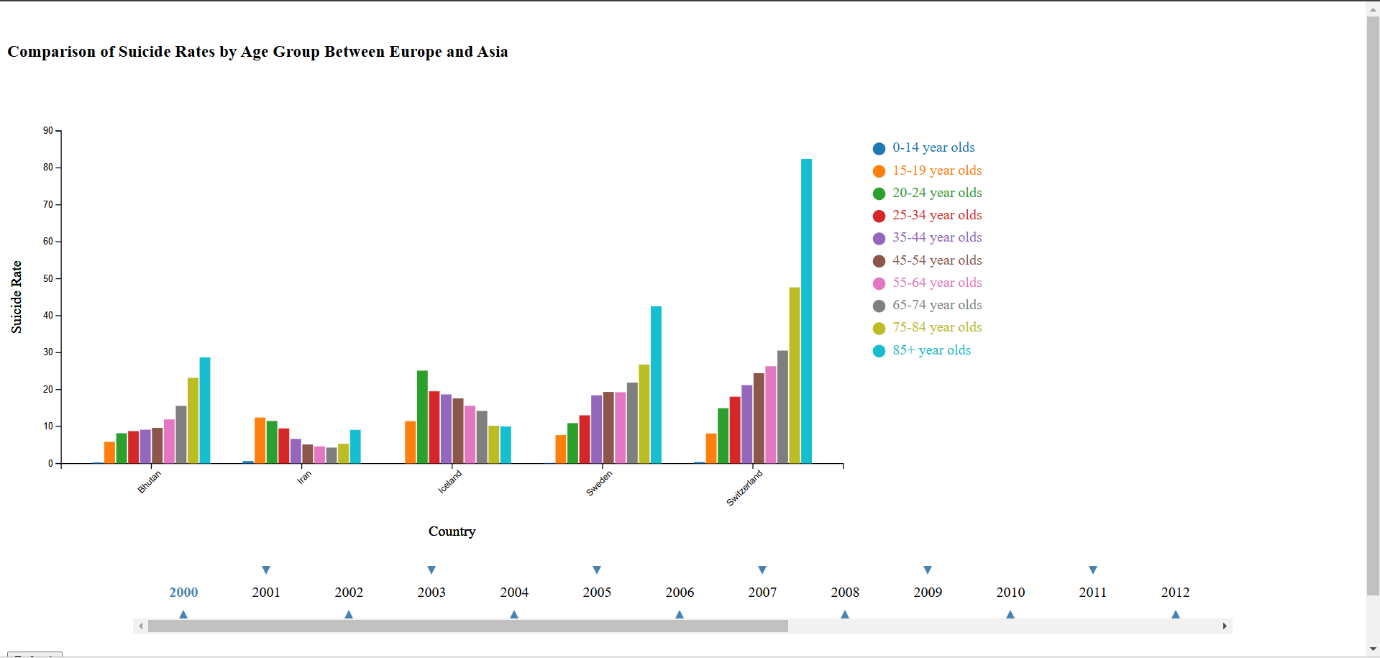 Comparison of Suicide Rates by Age Group Between Europe and Asia
90
80
70
60
50
40
30
20
10
0
Suicide Rate
Bhutan
Iran
Iceland
Sweden
Switzerland
Country
0-14 year olds
15-19 year olds
20-24 year olds
25-34 year olds
35-44 year olds
45-54 year olds
55-64 year olds
65-74 year olds
75-84 year olds
85+ year olds
2000 2001 2002 2003 2004 2005 2006 2007 2008 2009 2010 2011 2012